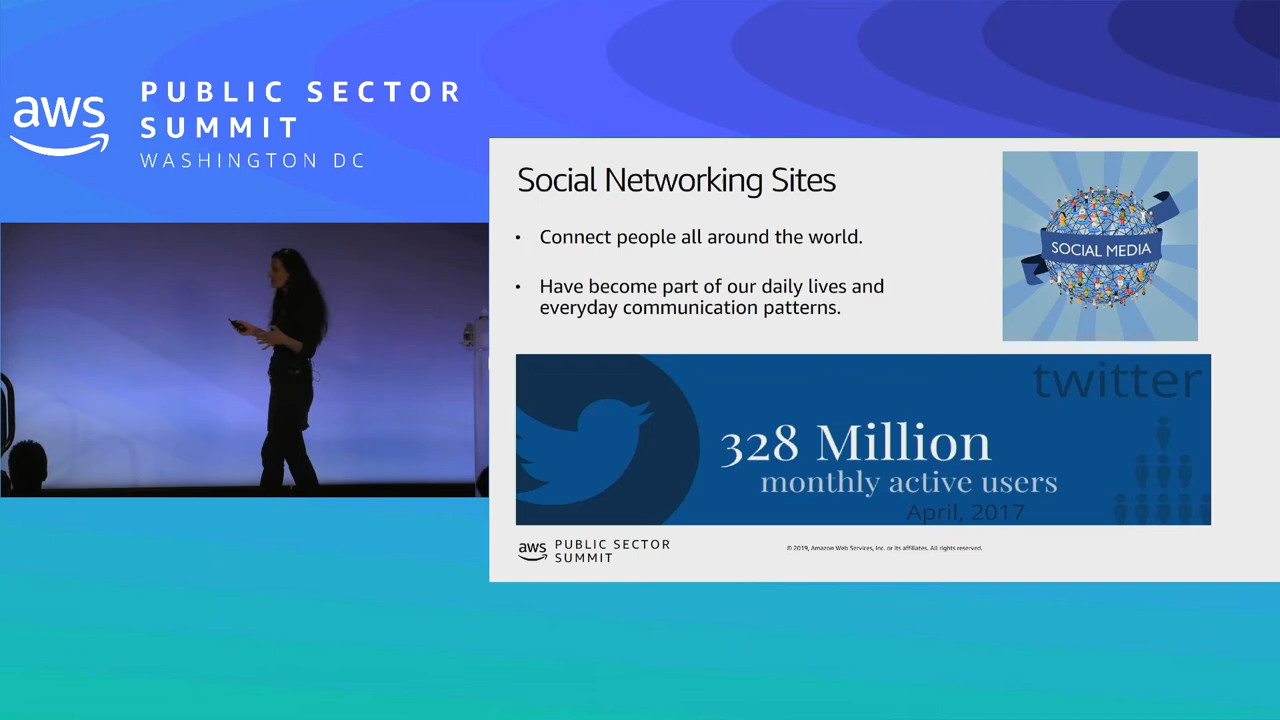 aws
PUBLIC SECTOR
SUMMIT
WASHINGTON DC
Social Networking Sites
• Connect people all around the world.
• Have become part of our daily lives and
everyday communication patterns.
SOCIAL MEDIA
twitter
328 Million
monthly active users
April, 2017
aws
PUBLIC SECTOR
SUMMIT
© 2019, Amazon Web Services, Inc. or its affiliates. All rights reserved.